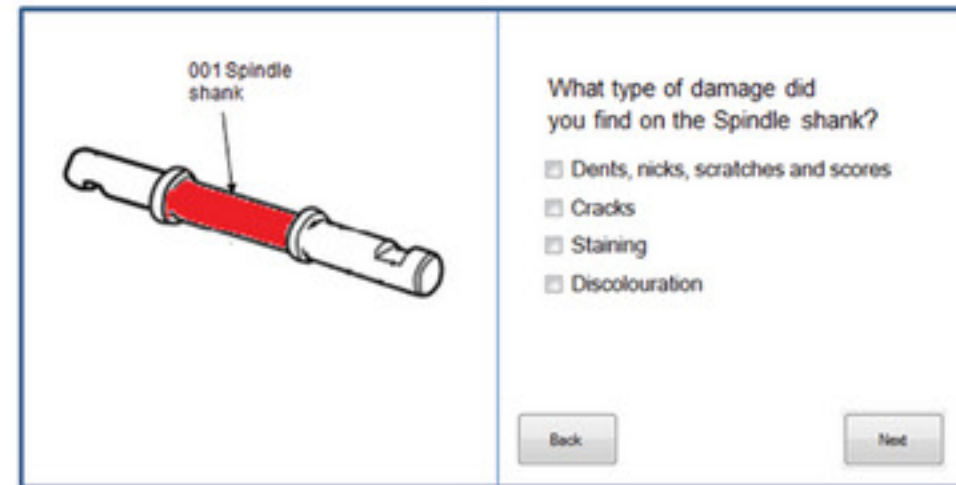 001 Spindle
shank
What type of damage did
you find on the Spindle shank?
Dents, nicks, scratches and scores
Cracks
Staining
Discolouration
Back
Next